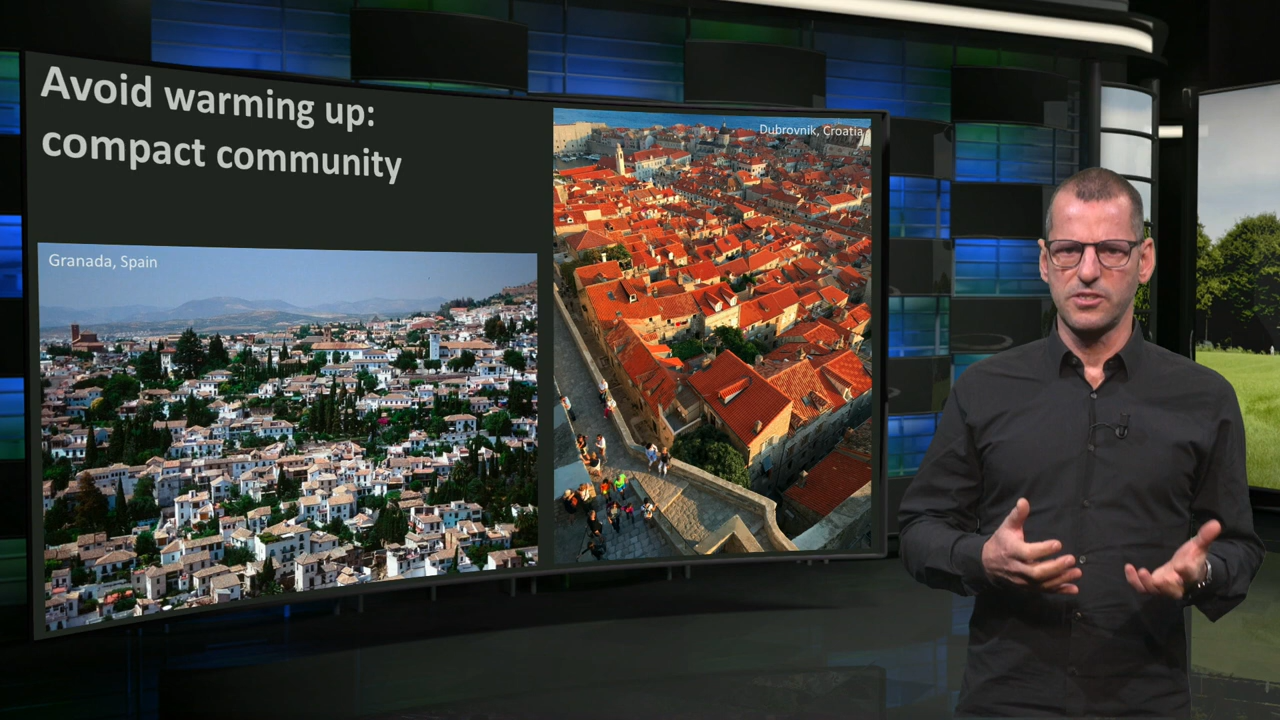 Avoid warming up:
compact community
Granada, Spain
Dubrovnik, Croatia